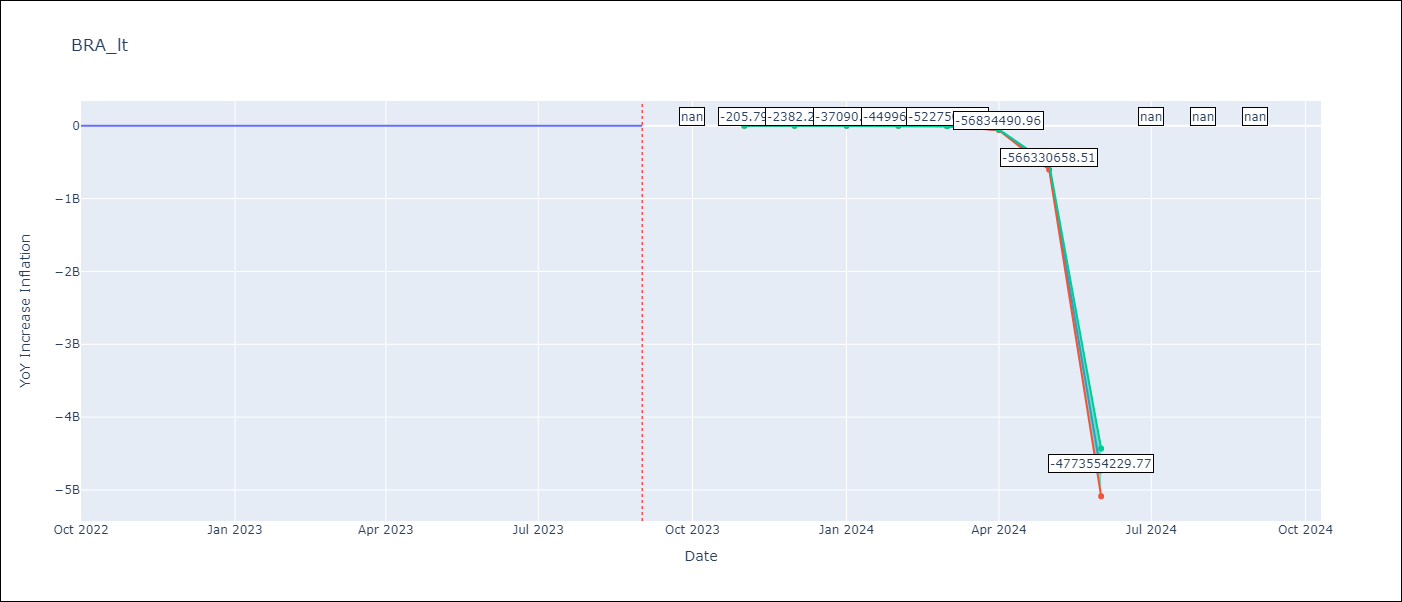 BRA_lt
YoY Increase Inflation
0
−1B
−2B
−3B
−4B
−5B
nan
-205.79
-2382.2
-37090.
-44996
-52275
-56834490.96
-566330658.51
-4773554229.77
nan
nan
nan
Oct 2022
Jan 2023
Apr 2023
Jul 2023
Oct 2023
Jan 2024
Apr 2024
Jul 2024
Oct 2024
Date